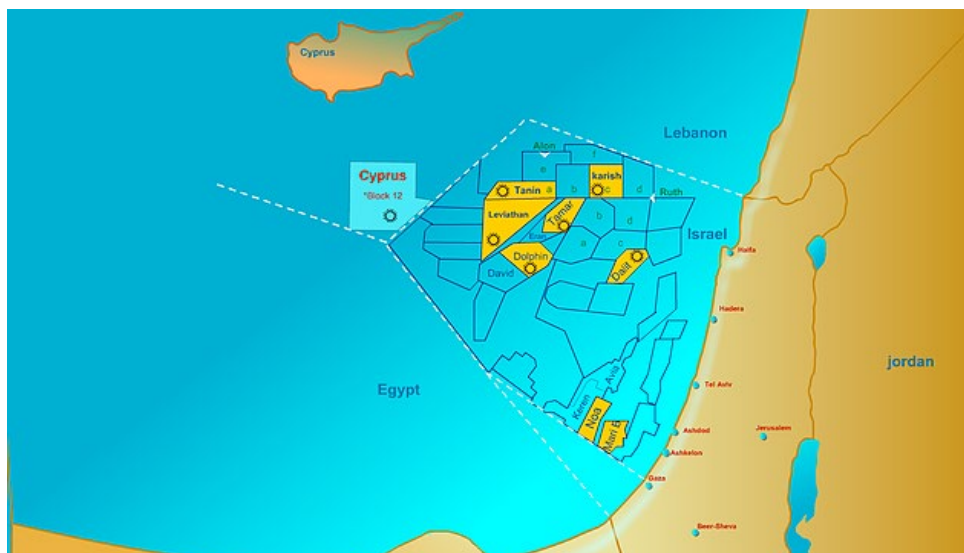 Cyprus
Lebanon
Alon
f
e
Cyprus
*Block 12
karish
Tanin
a
b
c
d
Ruth
Leviathan
Tamar
b
d
Israel
Eran
a
c
Dolphin
Haifa
David
Dalit
Hadera
jordan
Egypt
Avia
Tel Aviv
Keren
Noa
Mari B
Ashdod
Jerusalem
Ashkelon
Gaza
Beer-Sheva